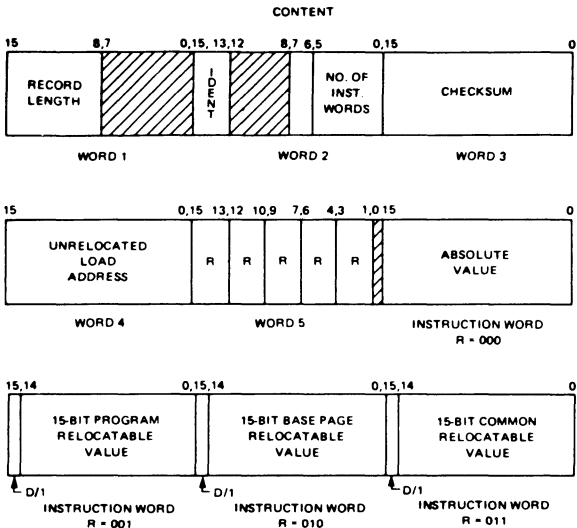 CONTENT
15 8,7 0,15, 13,12 8,7 6,5 0,15 0
RECORD
LENGTH
IDENT
NO. OF
INST.
WORDS
CHECKSUM
WORD 1 WORD 2 WORD 3
15 0,15 13,12 10,9 7,6 4,3 1,0 15 0
UNRELOCATED
LOAD
ADDRESS
R R R R R
ABSOLUTE
VALUE
WORD 4 WORD 5 INSTRUCTION WORD
R = 000
15,14 0,15,14 0,15,14 0
15-BIT PROGRAM
RELOCATABLE
VALUE
15-BIT BASE PAGE
RELOCATABLE
VALUE
15-BIT COMMON
RELOCATABLE
VALUE
D/1 D/1 D/1
INSTRUCTION WORD
R = 001
INSTRUCTION WORD
R = 010
INSTRUCTION WORD
R = 011